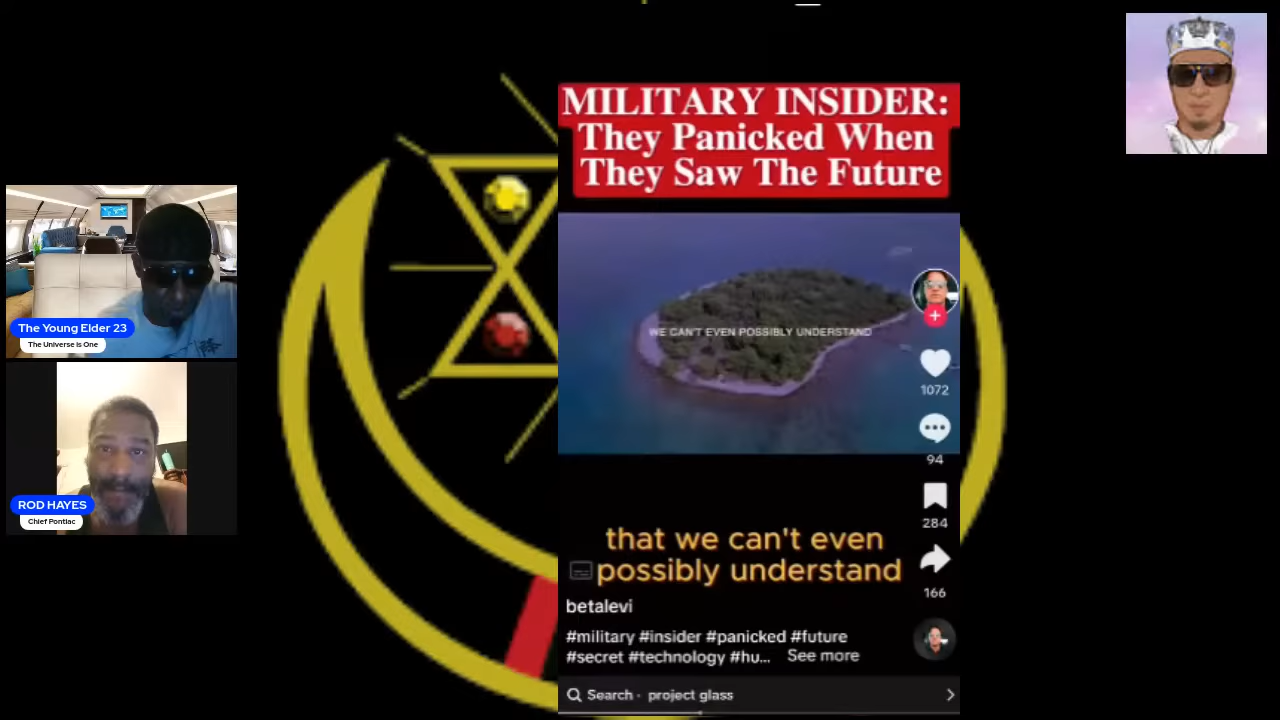 MILITARY INSIDER:
They Panicked When
They Saw The Future
The Young Elder 23
The Universe is One
WE CAN'T EVEN POSSIBLY UNDERSTAND
1072
94
ROD HAYES
Chief Pontiac
284
that we can't even
possibly understand
166
betalevi
#military #insider #panicked #future
#secret #technology #hu... See more
Search · project glass